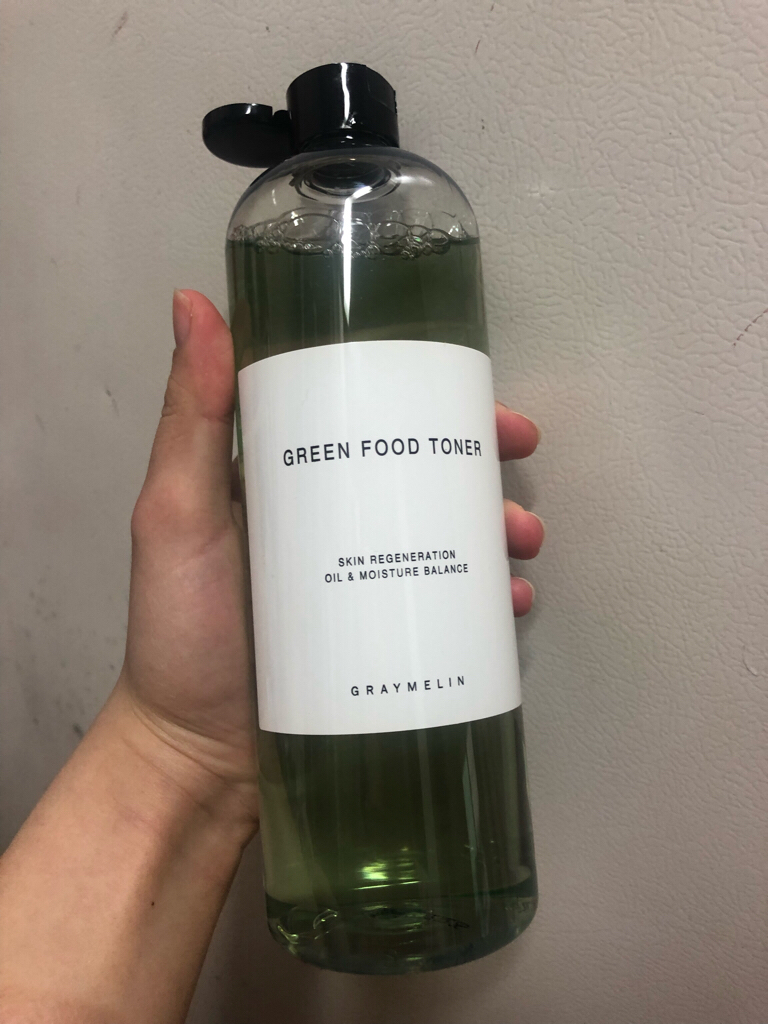 GREEN FOOD TONER
SKIN REGENERATION
OIL & MOISTURE BALANCE
GRAYMELIN